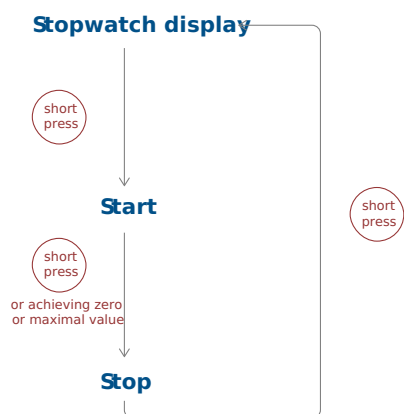 Stopwatch display
short
press
Start
short
press
short
press
or achieving zero
or maximal value
Stop